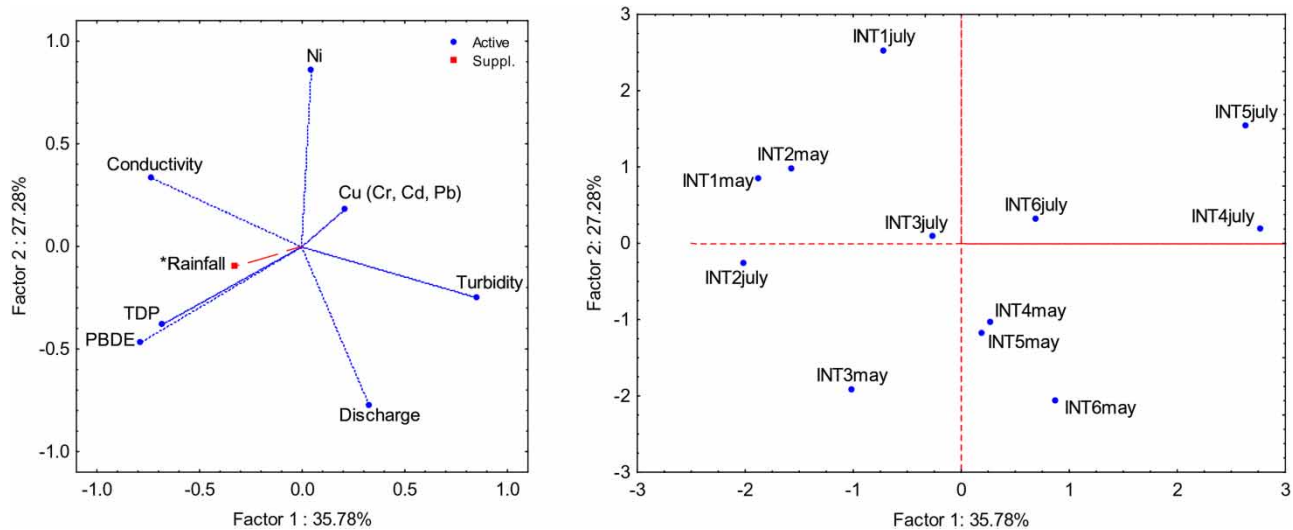 1.0
0.5
0.0
-0.5
-1.0
Factor 2 : 27.28%
Ni
Active
Suppl.
Conductivity
Cu (Cr, Cd, Pb)
*Rainfall
Turbidity
TDP
PBDE
Discharge
-1.0 -0.5 0.0 0.5 1.0
Factor 1 : 35.78%
3
2
1
0
-1
-2
-3
Factor 2: 27.28%
INT1july
INT5july
INT2may
INT1may
INT6july
INT4july
INT3july
INT2july
INT4may
INT5may
INT3may
INT6may
-3 -2 -1 0 1 2 3
Factor 1: 35.78%